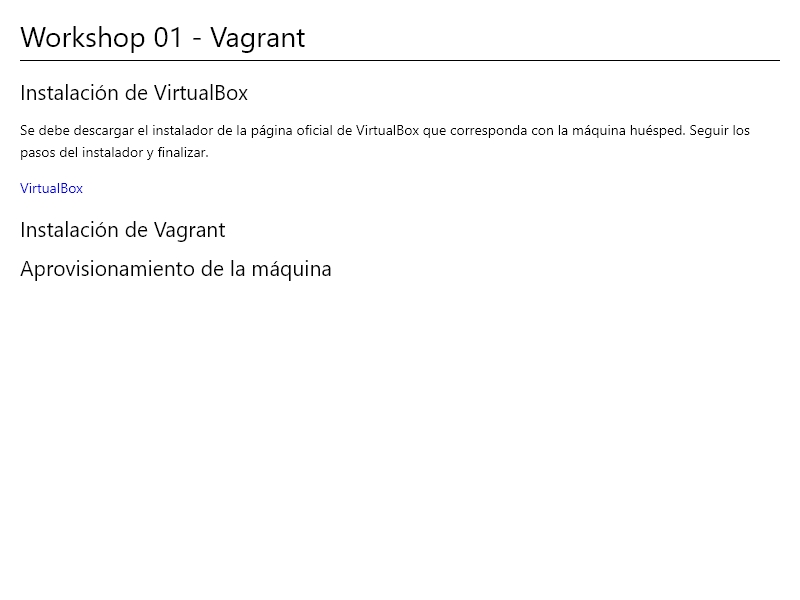 Workshop 01 - Vagrant
Instalación de VirtualBox
Se debe descargar el instalador de la página oficial de VirtualBox que corresponda con la máquina huésped. Seguir los
pasos del instalador y finalizar.
VirtualBox
Instalación de Vagrant
Aprovisionamiento de la máquina